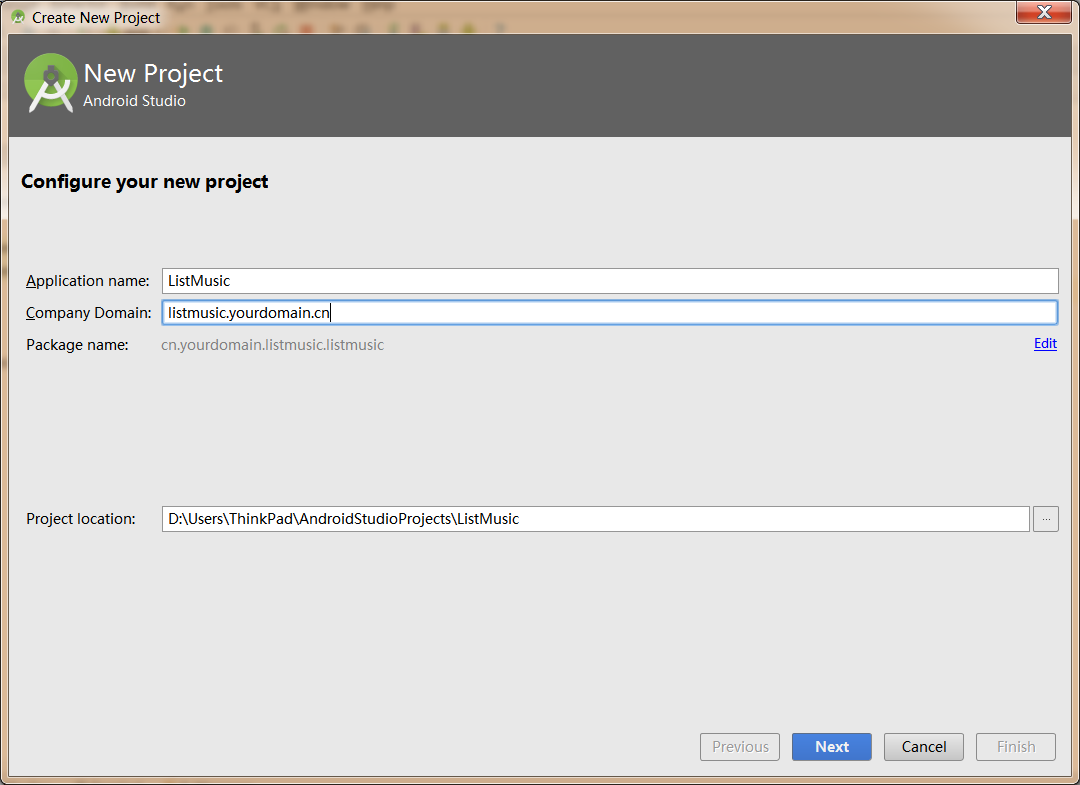 Create New Project
New Project
Android Studio
Configure your new project
Application name: ListMusic
Company Domain: listmusic.yourdomain.cn
Package name: cn.yourdomain.listmusic.listmusic Edit
Project location: D:\Users\ThinkPad\AndroidStudioProjects\ListMusic ...
Previous Next Cancel Finish